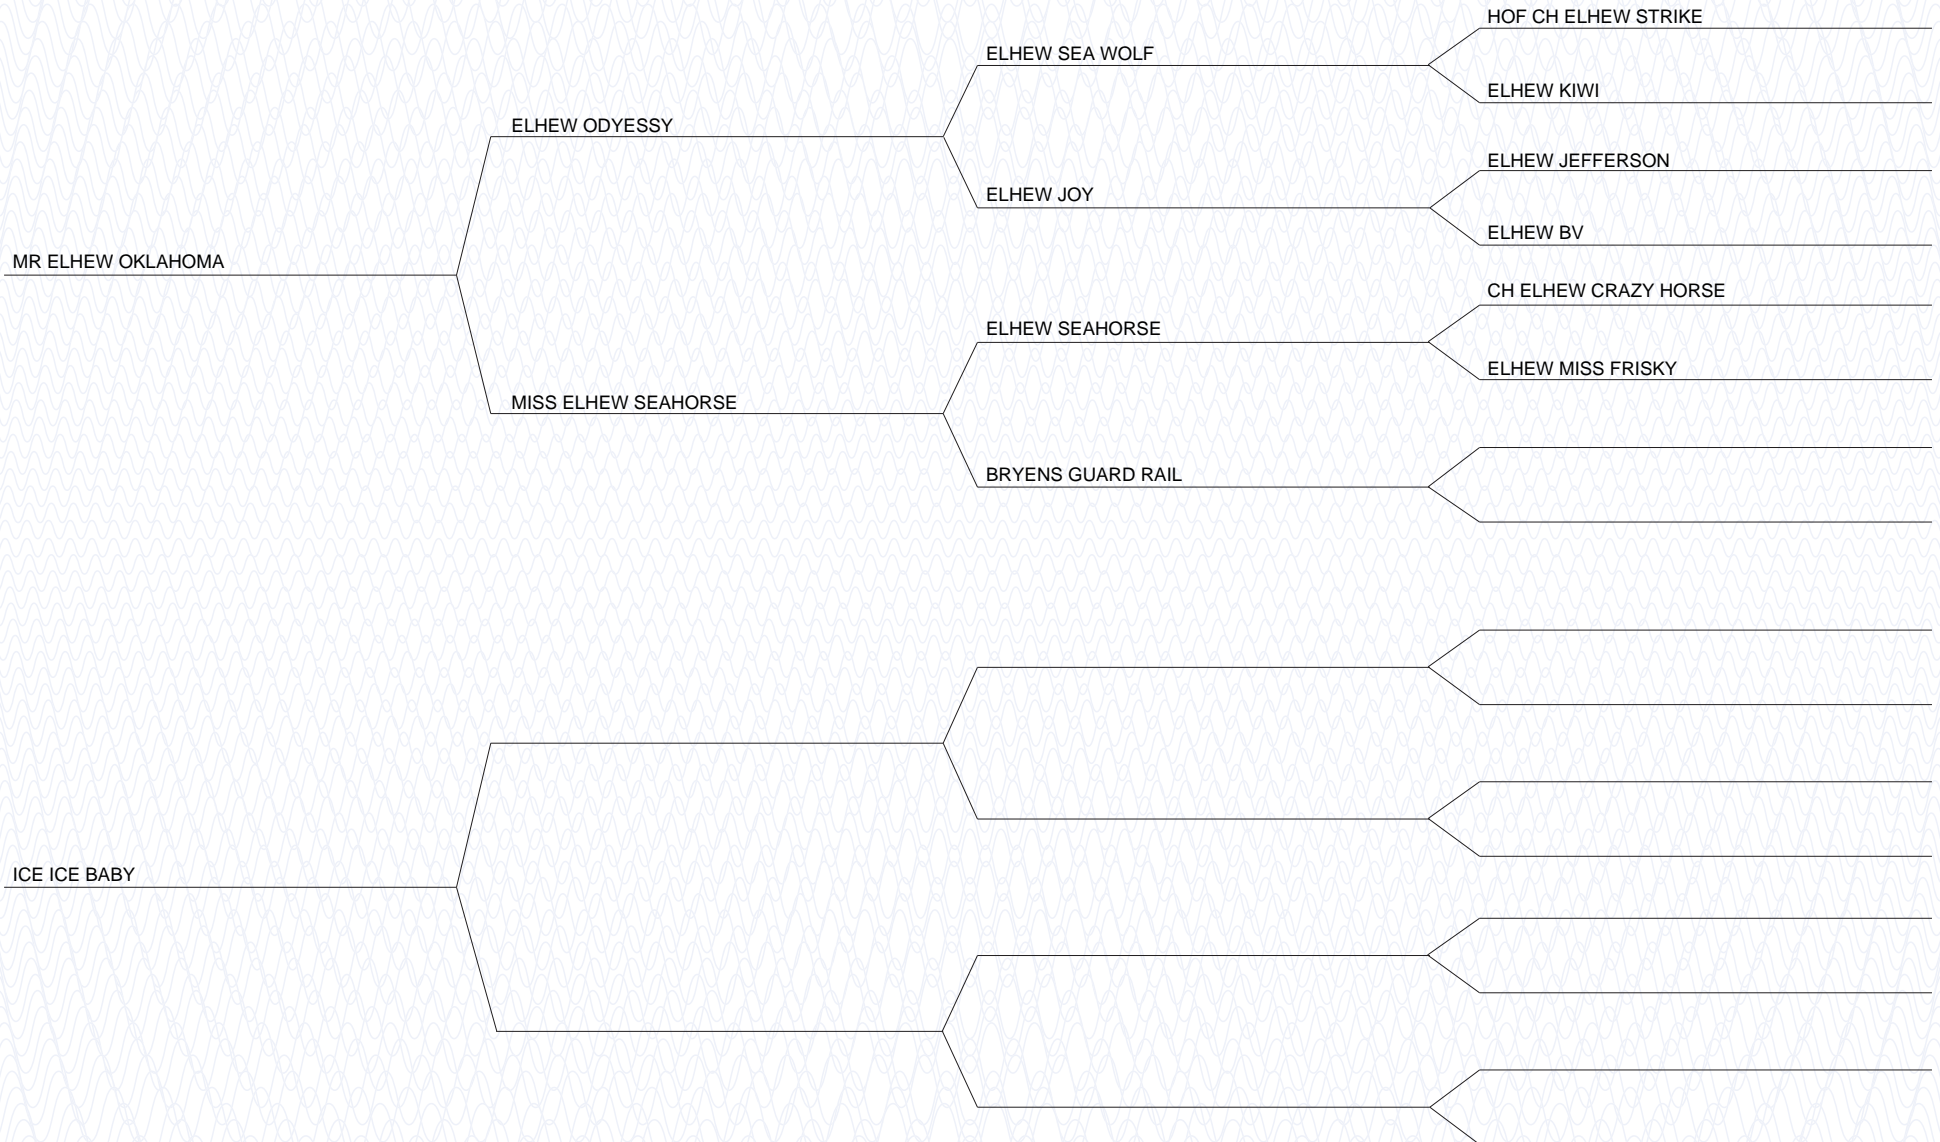 HOF CH ELHEW STRIKE
ELHEW SEA WOLF
ELHEW KIWI
ELHEW ODYESSY
ELHEW JEFFERSON
ELHEW JOY
ELHEW BV
MR ELHEW OKLAHOMA
CH ELHEW CRAZY HORSE
ELHEW SEAHORSE
ELHEW MISS FRISKY
MISS ELHEW SEAHORSE
BRYENS GUARD RAIL
ICE ICE BABY